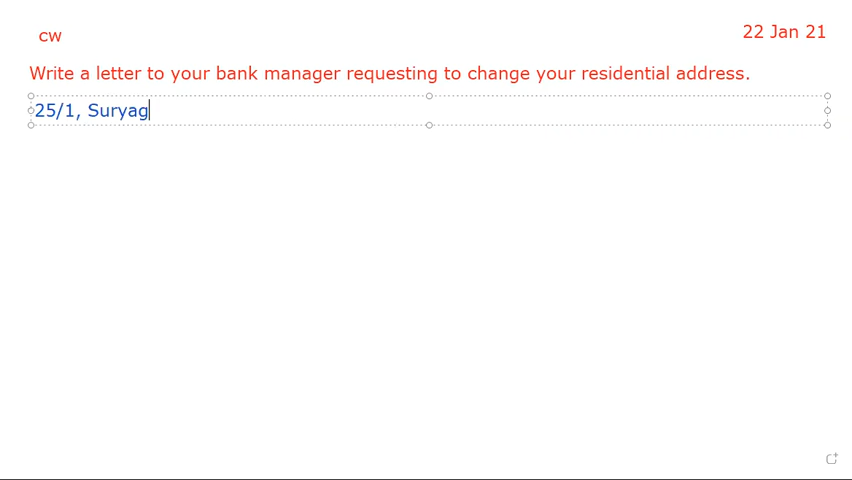 cw
22 Jan 21
Write a letter to your bank manager requesting to change your residential address.
25/1, Suryag